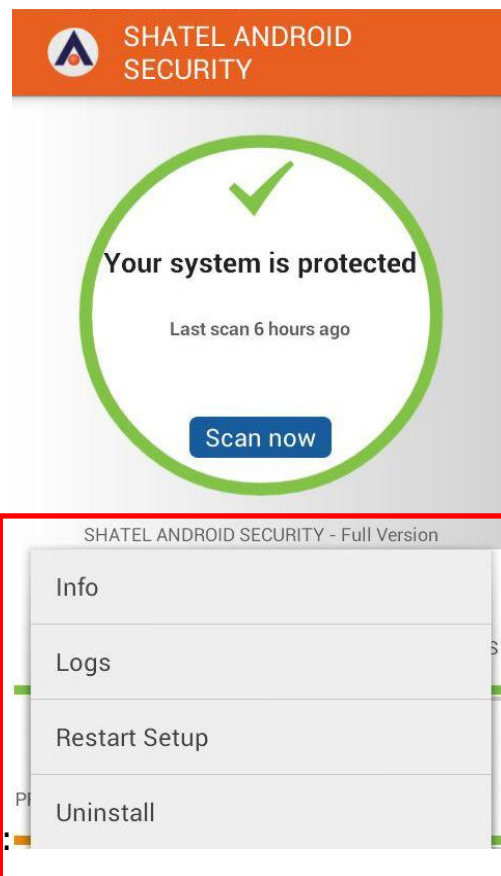 SHATEL ANDROID
SECURITY
Your system is protected
Last scan 6 hours ago
Scan now
SHATEL ANDROID SECURITY - Full Version
Info
Logs
S
Restart Setup
Uninstall
: